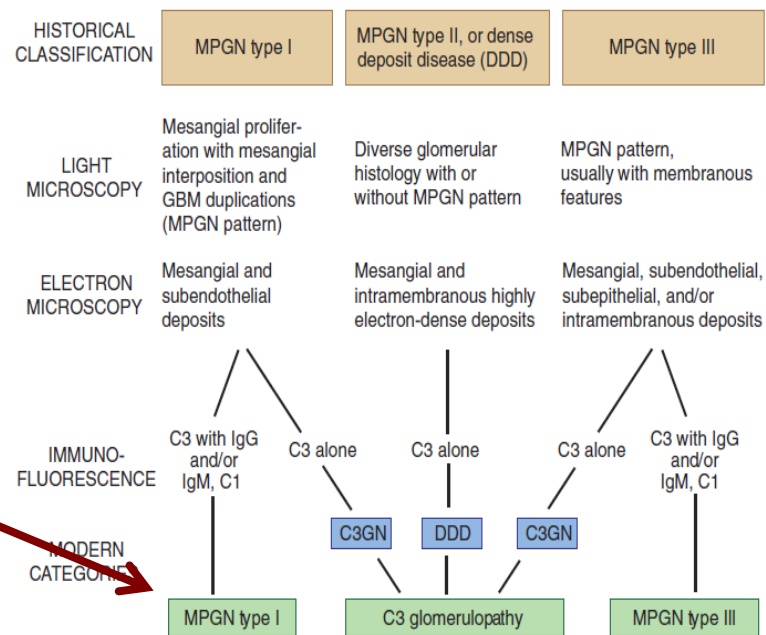 HISTORICAL
CLASSIFICATION
MPGN type I
MPGN type II, or dense
deposit disease (DDD)
MPGN type III
LIGHT
MICROSCOPY
Mesangial prolifer-
ation with mesangial
interposition and
GBM duplications
(MPGN pattern)
Diverse glomerular
histology with or
without MPGN pattern
MPGN pattern,
usually with membranous
features
ELECTRON
MICROSCOPY
Mesangial and
subendothelial
deposits
Mesangial and
intramembranous highly
electron-dense deposits
Mesangial, subendothelial,
subepithelial, and/or
intramembranous deposits
IMMUNO-
FLUORESCENCE
C3 with IgG
and/or
IgM, C1
C3 alone
C3 alone
C3 alone
C3 with IgG
and/or
IgM, C1
MODERN
CATEGORIE
C3GN
DDD
C3GN
MPGN type I
C3 glomerulopathy
MPGN type III